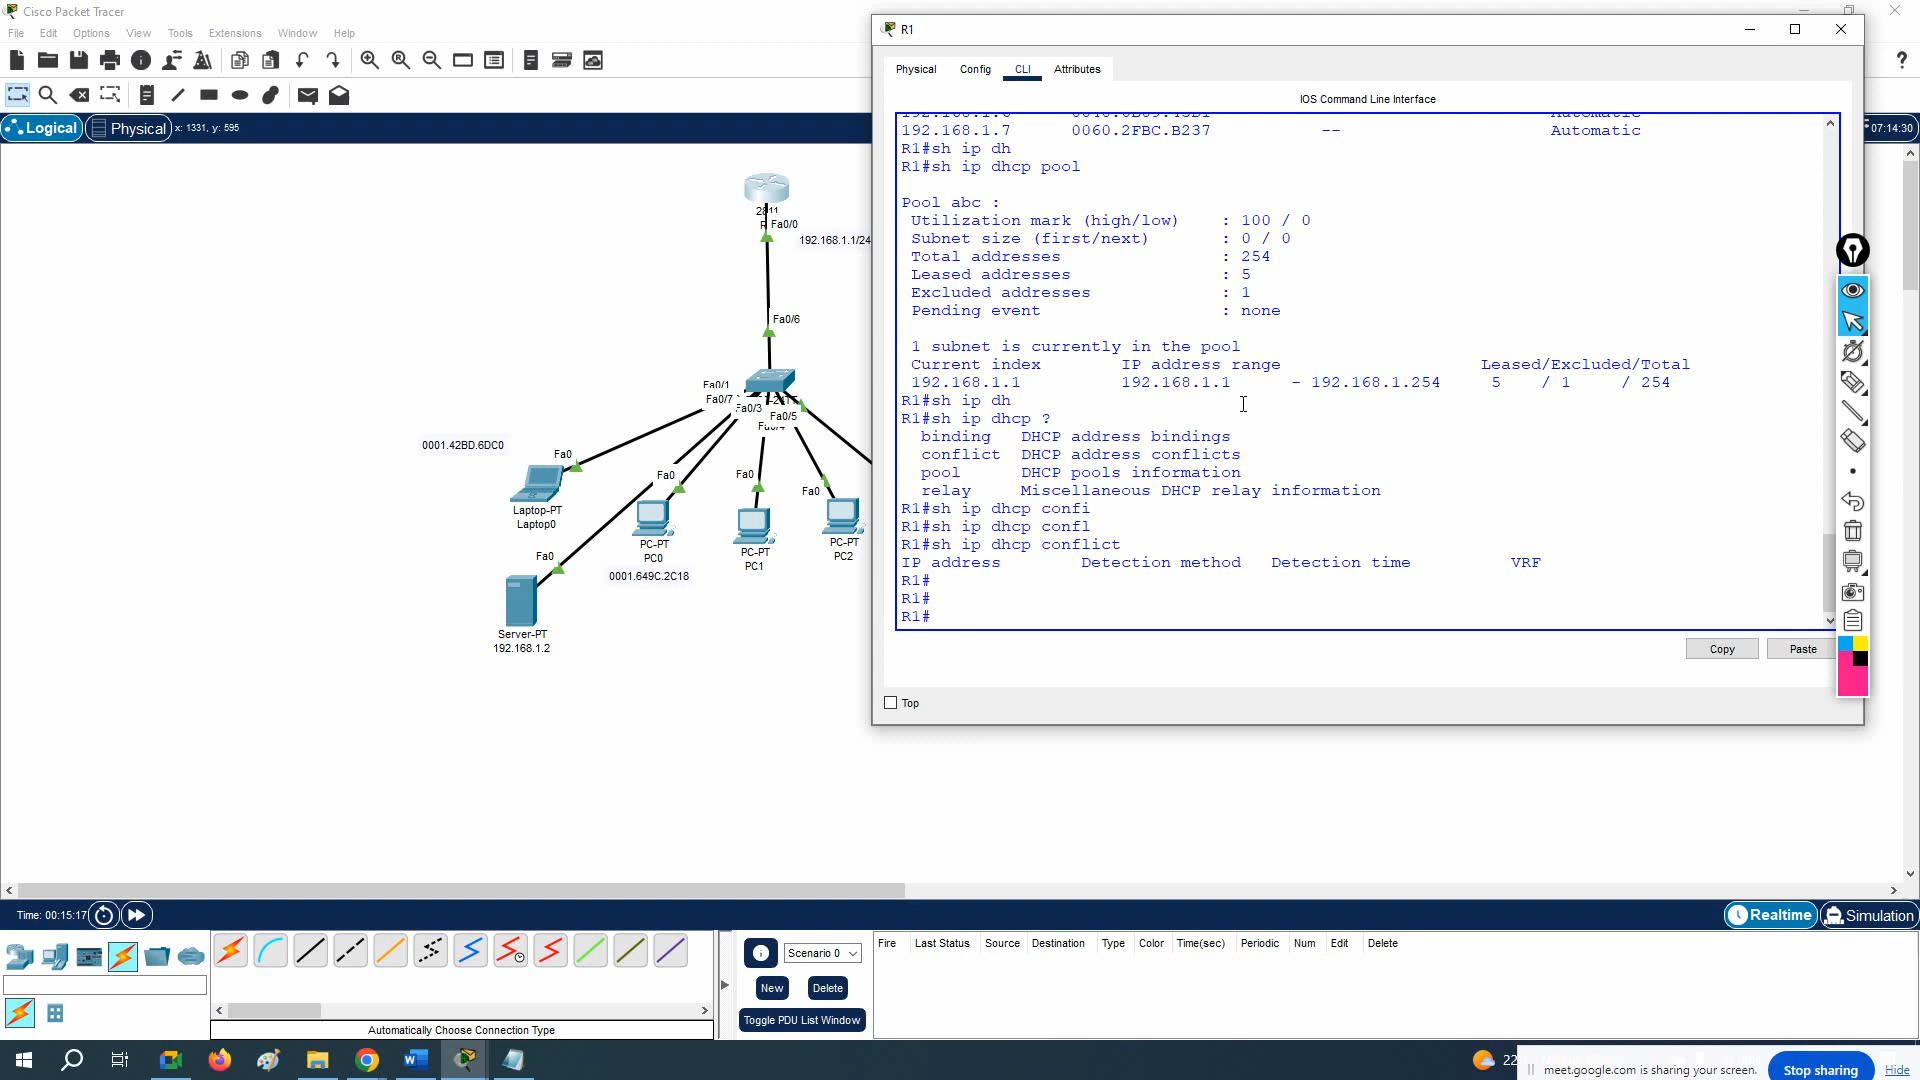 Cisco Packet Tracer
File Edit Options View Tools Extensions Window Help
Logical Physical x: 1331, y: 595
07:14:30
2811
Fa0/0
192.168.1.1/24
Fa0/6
Fa0/1
Fa0/7
Fa0/3
Fa0/5
0001.42BD.6DC0
Fa0
Laptop-PT
Laptop0
Fa0
PC-PT
PC0
0001.649C.2C18
Fa0
PC-PT
PC1
Fa0
PC-PT
PC2
Fa0
Server-PT
192.168.1.2
R1
Physical Config CLI Attributes
IOS Command Line Interface
192.168.1.7 0060.2FBC.B237 -- Automatic
R1#sh ip dh
R1#sh ip dhcp pool
Pool abc :
Utilization mark (high/low) : 100 / 0
Subnet size (first/next) : 0 / 0
Total addresses : 254
Leased addresses : 5
Excluded addresses : 1
Pending event : none
1 subnet is currently in the pool
Current index IP address range Leased/Excluded/Total
192.168.1.1 192.168.1.1 - 192.168.1.254 5 / 1 / 254
R1#sh ip dh
R1#sh ip dhcp ?
binding DHCP address bindings
conflict DHCP address conflicts
pool DHCP pools information
relay Miscellaneous DHCP relay information
R1#sh ip dhcp confi
R1#sh ip dhcp confl
R1#sh ip dhcp conflict
IP address Detection method Detection time VRF
R1#
R1#
R1#
Copy Paste
Top
Time: 00:15:17
Realtime Simulation
Scenario 0
New Delete
Toggle PDU List Window
Fire Last Status Source Destination Type Color Time(sec) Periodic Num Edit Delete
Automatically Choose Connection Type
22
meet.google.com is sharing your screen. Stop sharing Hide